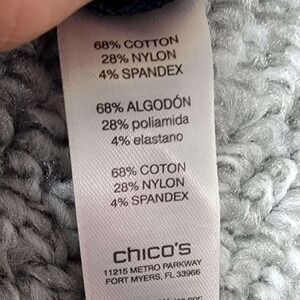 68% COTTON
28% NYLON
4% SPANDEX
68% ALGODÓN
28% poliamida
4% elastano
68% COTON
28% NYLON
4% SPANDEX
chico's
11215 METRO PARKWAY
FORT MYERS, FL 33966